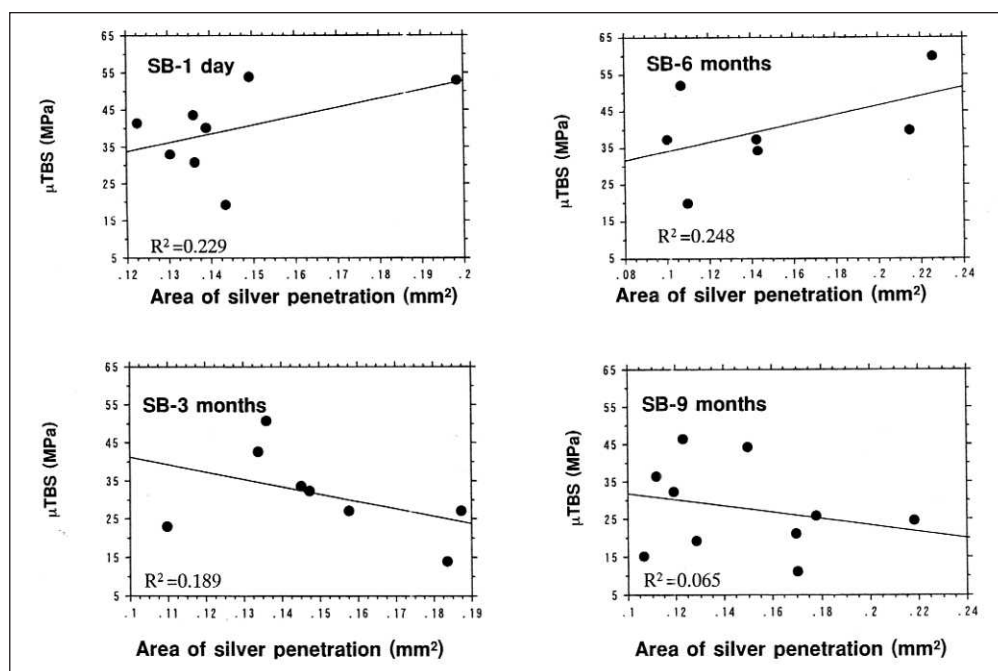 SB-1 day
μTBS (MPa)
65
55
45
35
25
15
5
R²=0.229
.12 .13 .14 .15 .16 .17 .18 .19 .2
Area of silver penetration (mm²)
SB-6 months
μTBS (MPa)
65
55
45
35
25
15
5
R²=0.248
.08 .1 .12 .14 .16 .18 .2 .22 .24
Area of silver penetration (mm²)
SB-3 months
μTBS (MPa)
65
55
45
35
25
15
5
R²=0.189
.1 .11 .12 .13 .14 .15 .16 .17 .18 .19
Area of silver penetration (mm²)
SB-9 months
μTBS (MPa)
65
55
45
35
25
15
5
R²=0.065
.1 .12 .14 .16 .18 .2 .22 .24
Area of silver penetration (mm²)